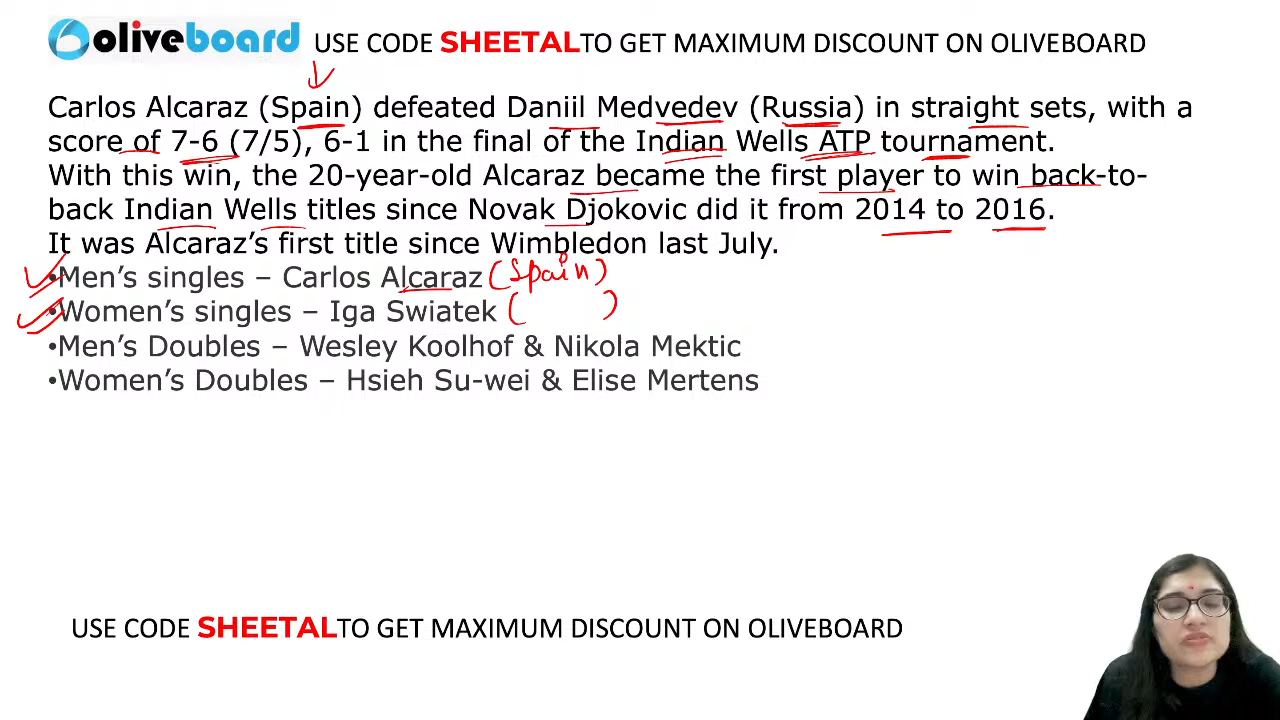 oliveboard USE CODE SHEETAL TO GET MAXIMUM DISCOUNT ON OLIVEBOARD
Carlos Alcaraz (Spain) defeated Daniil Medvedev (Russia) in straight sets, with a
score of 7-6 (7/5), 6-1 in the final of the Indian Wells ATP tournament.
With this win, the 20-year-old Alcaraz became the first player to win back-to-
back Indian Wells titles since Novak Djokovic did it from 2014 to 2016.
It was Alcaraz's first title since Wimbledon last July.
•Men's singles – Carlos Alcaraz (Spain)
•Women's singles – Iga Swiatek ( )
•Men's Doubles – Wesley Koolhof & Nikola Mektic
•Women's Doubles – Hsieh Su-wei & Elise Mertens
USE CODE SHEETAL TO GET MAXIMUM DISCOUNT ON OLIVEBOARD